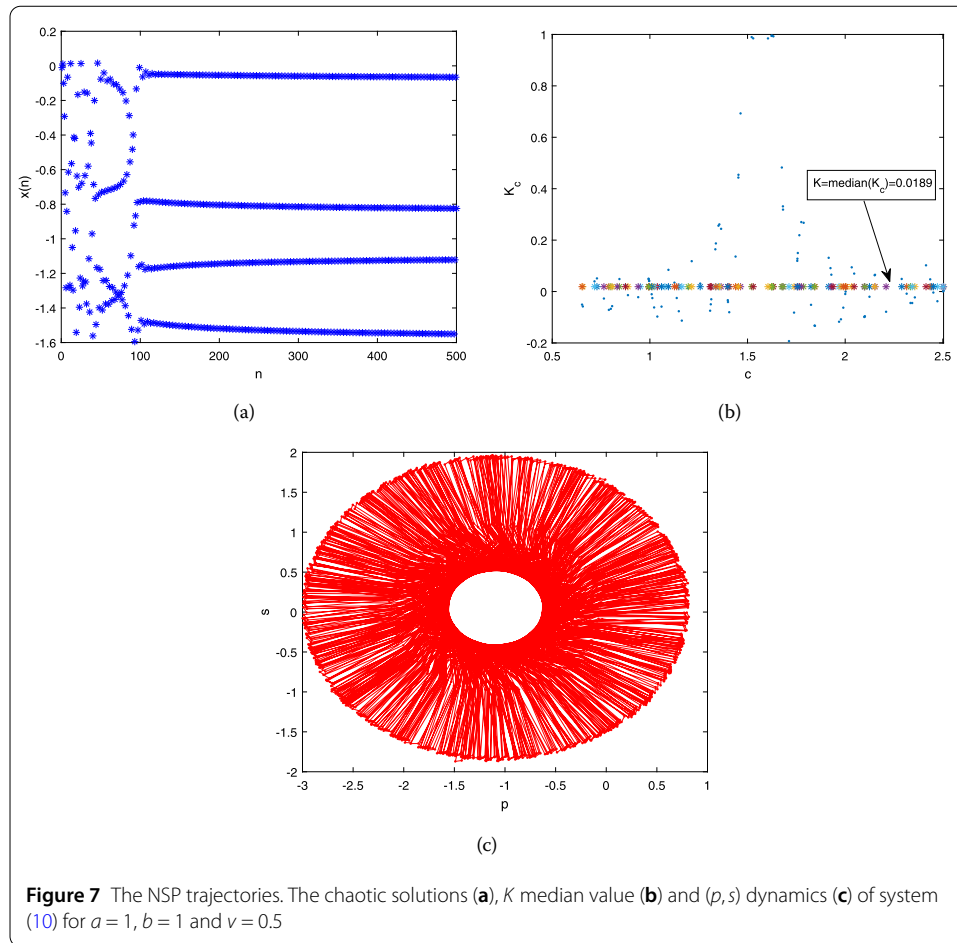 x(n)
0.2
0
-0.2
-0.4
-0.6
-0.8
-1
-1.2
-1.4
-1.6
0 100 200 300 400 500
n
(a)
K_c
1
0.8
0.6
0.4
0.2
0
-0.2
K=median(K_c)=0.0189
0.5 1 1.5 2 2.5
c
(b)
s
2
1.5
1
0.5
0
-0.5
-1
-1.5
-2
-3 -2.5 -2 -1.5 -1 -0.5 0 0.5 1
p
(c)
Figure 7 The NSP trajectories. The chaotic solutions (a), K median value (b) and (p, s) dynamics (c) of system
(10) for a = 1, b = 1 and v = 0.5